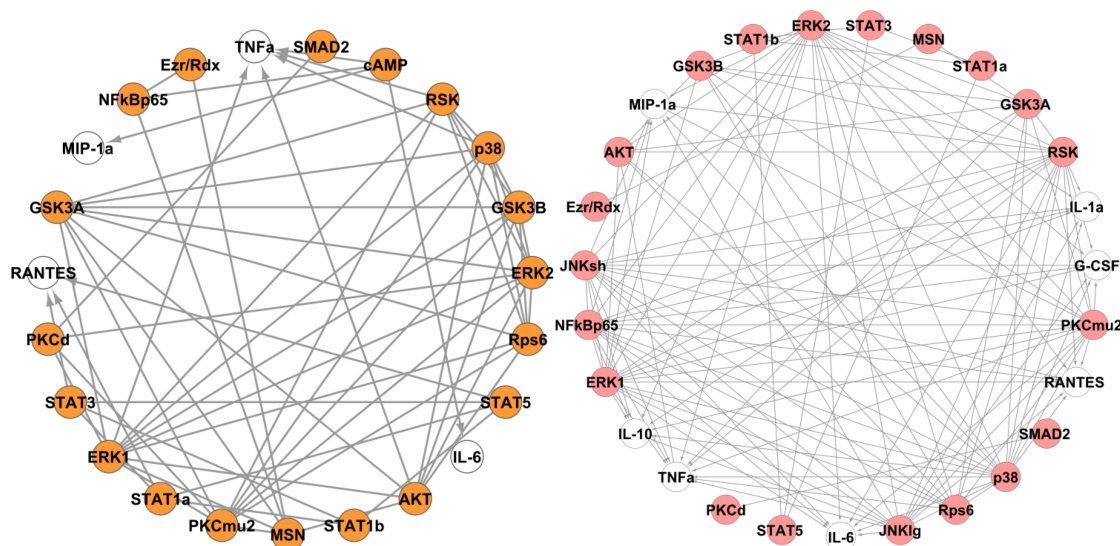 TNFa
SMAD2
Ezr/Rdx
cAMP
NFkBp65
RSK
MIP-1a
p38
GSK3A
GSK3B
RANTES
ERK2
PKCd
Rps6
STAT3
STAT5
ERK1
IL-6
STAT1a
AKT
PKCmu2
MSN
STAT1b
ERK2
STAT3
STAT1b
MSN
GSK3B
STAT1a
MIP-1a
GSK3A
AKT
RSK
Ezr/Rdx
IL-1a
JNKsh
G-CSF
NFkBp65
PKCmu2
ERK1
RANTES
IL-10
SMAD2
TNFa
p38
PKCd
Rps6
STAT5
IL-6
JNKlg